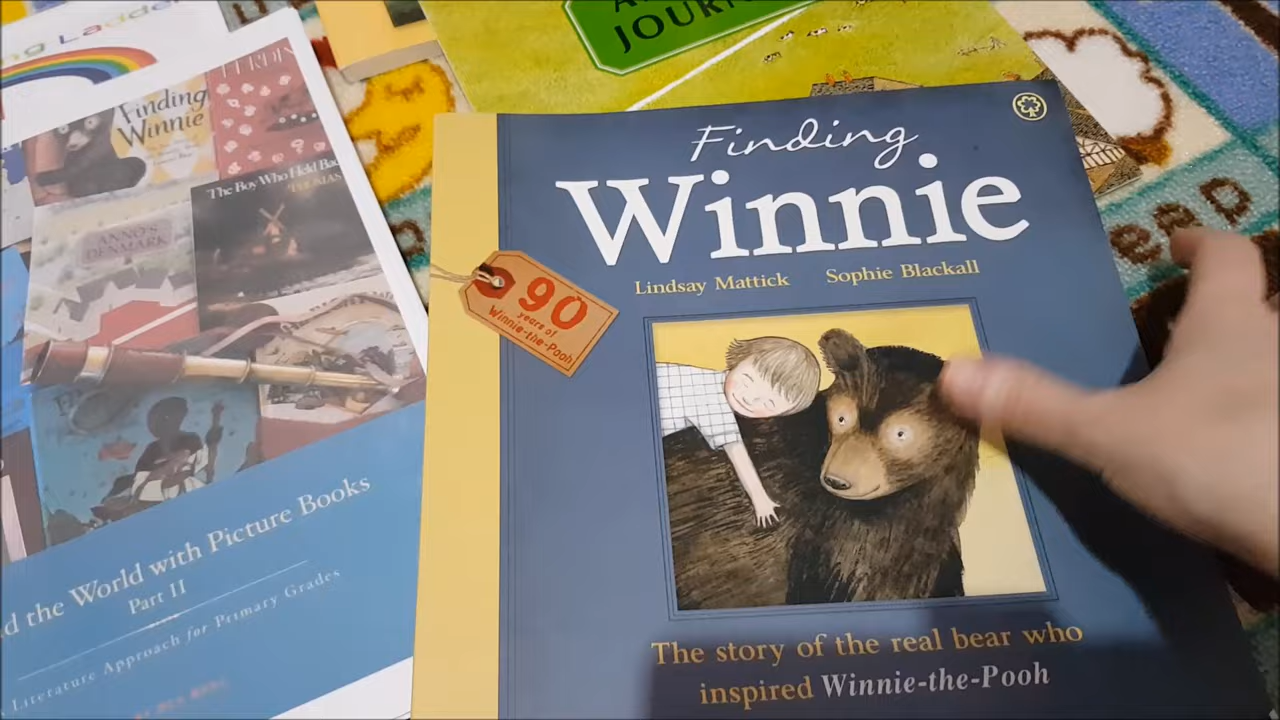 Finding
Winnie
The Boy Who Held Back
ANNO'S
DENMARK
d the World with Picture Books
Part II
Literature Approach for Primary Grades
JOURN
Finding
Winnie
Lindsay Mattick Sophie Blackall
90
years of
Winnie-the-Pooh
The story of the real bear who
inspired Winnie-the-Pooh